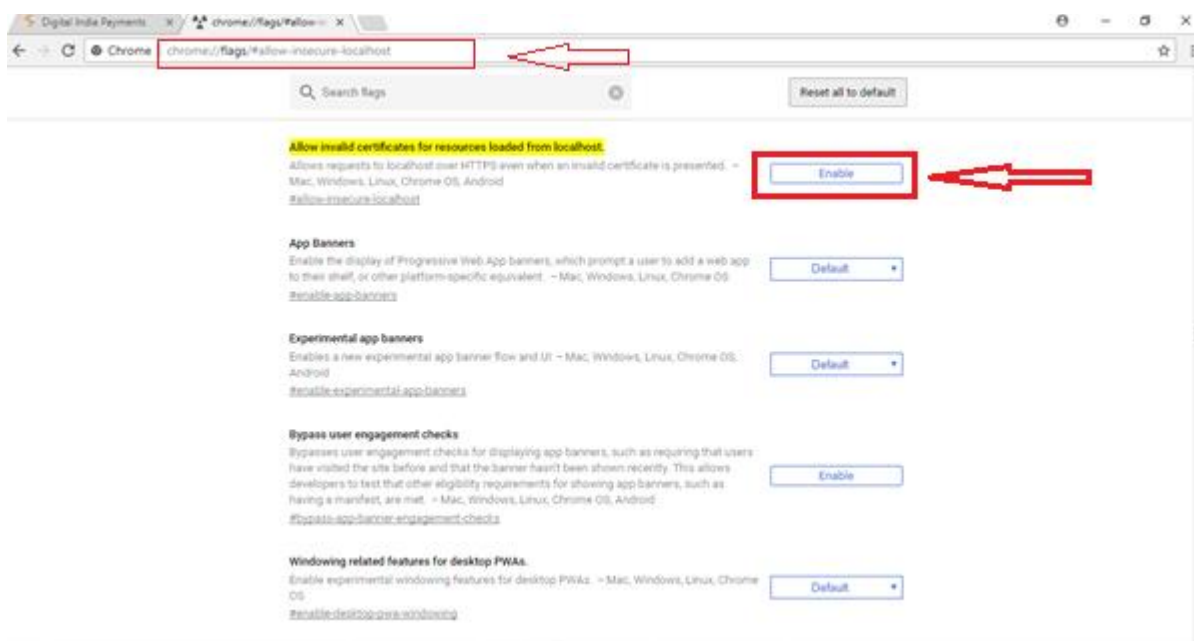 Digital India Payments
chrome://flags/#allow-i
Chrome
chrome://flags/#allow-insecure-localhost
Search flags
Reset all to default
Allow invalid certificates for resources loaded from localhost.
Allows requests to localhost over HTTPS even when an invalid certificate is presented. –
Mac, Windows, Linux, Chrome OS, Android
#allow-insecure-localhost
Enable
App Banners
Enable the display of Progressive Web App banners, which prompt a user to add a web app
to their shelf, or other platform-specific equivalent. – Mac, Windows, Linux, Chrome OS
#enable-app-banners
Default
Experimental app banners
Enables a new experimental app banner flow and UI – Mac, Windows, Linux, Chrome OS,
Android
#enable-experimental-app-banners
Default
Bypass user engagement checks
Bypasses user engagement checks for displaying app banners, such as requiring that users
have visited the site before and that the banner hasn't been shown recently. This allows
developers to test that other eligibility requirements for showing app banners, such as
having a manifest, are met. – Mac, Windows, Linux, Chrome OS, Android
#bypass-app-banner-engagement-checks
Enable
Windowing related features for desktop PWAs.
Enable experimental windowing features for desktop PWAs. – Mac, Windows, Linux, Chrome
OS
#enable-desktop-pwa-windowing
Default